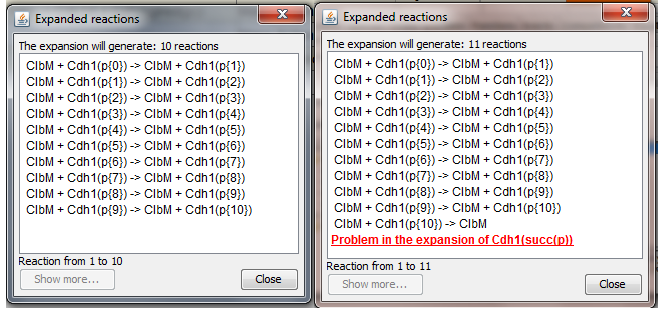 Expanded reactions
The expansion will generate: 10 reactions
ClbM + Cdh1(p{0}) -> ClbM + Cdh1(p{1})
ClbM + Cdh1(p{1}) -> ClbM + Cdh1(p{2})
ClbM + Cdh1(p{2}) -> ClbM + Cdh1(p{3})
ClbM + Cdh1(p{3}) -> ClbM + Cdh1(p{4})
ClbM + Cdh1(p{4}) -> ClbM + Cdh1(p{5})
ClbM + Cdh1(p{5}) -> ClbM + Cdh1(p{6})
ClbM + Cdh1(p{6}) -> ClbM + Cdh1(p{7})
ClbM + Cdh1(p{7}) -> ClbM + Cdh1(p{8})
ClbM + Cdh1(p{8}) -> ClbM + Cdh1(p{9})
ClbM + Cdh1(p{9}) -> ClbM + Cdh1(p{10})
Reaction from 1 to 10
Show more...
Close
Expanded reactions
The expansion will generate: 11 reactions
ClbM + Cdh1(p{0}) -> ClbM + Cdh1(p{1})
ClbM + Cdh1(p{1}) -> ClbM + Cdh1(p{2})
ClbM + Cdh1(p{2}) -> ClbM + Cdh1(p{3})
ClbM + Cdh1(p{3}) -> ClbM + Cdh1(p{4})
ClbM + Cdh1(p{4}) -> ClbM + Cdh1(p{5})
ClbM + Cdh1(p{5}) -> ClbM + Cdh1(p{6})
ClbM + Cdh1(p{6}) -> ClbM + Cdh1(p{7})
ClbM + Cdh1(p{7}) -> ClbM + Cdh1(p{8})
ClbM + Cdh1(p{8}) -> ClbM + Cdh1(p{9})
ClbM + Cdh1(p{9}) -> ClbM + Cdh1(p{10})
ClbM + Cdh1(p{10}) -> ClbM
Problem in the expansion of Cdh1(succ(p))
Reaction from 1 to 11
Show more...
Close